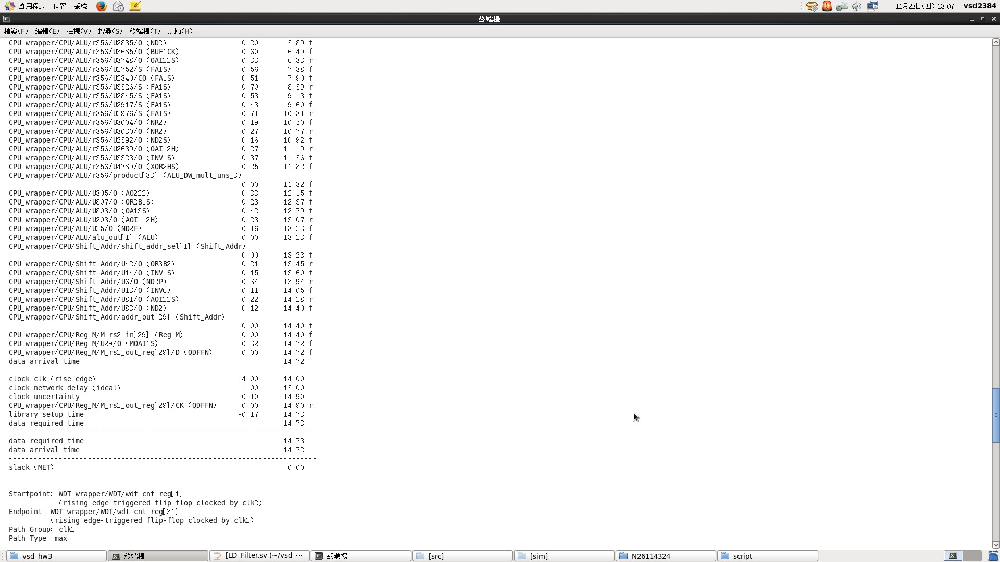 應用程式 位置 系統 11月23日(四) 23:07 vsd2384
終端機
檔案(F) 編輯(E) 檢視(V) 搜尋(S) 終端機(T) 求助(H)
CPU_wrapper/CPU/ALU/r356/U2885/O (ND2) 0.20 5.89 f
CPU_wrapper/CPU/ALU/r356/U3685/O (BUF1CK) 0.60 6.49 f
CPU_wrapper/CPU/ALU/r356/U3748/O (OAI22S) 0.33 6.83 r
CPU_wrapper/CPU/ALU/r356/U2752/S (FA1S) 0.56 7.38 f
CPU_wrapper/CPU/ALU/r356/U2840/CO (FA1S) 0.51 7.90 f
CPU_wrapper/CPU/ALU/r356/U3526/S (FA1S) 0.70 8.59 r
CPU_wrapper/CPU/ALU/r356/U2845/S (FA1S) 0.53 9.13 f
CPU_wrapper/CPU/ALU/r356/U2917/S (FA1S) 0.48 9.60 f
CPU_wrapper/CPU/ALU/r356/U2976/S (FA1S) 0.71 10.31 r
CPU_wrapper/CPU/ALU/r356/U3004/O (NR2) 0.19 10.50 f
CPU_wrapper/CPU/ALU/r356/U3030/O (NR2) 0.27 10.77 r
CPU_wrapper/CPU/ALU/r356/U2592/O (ND2S) 0.16 10.92 f
CPU_wrapper/CPU/ALU/r356/U2689/O (OAI12H) 0.27 11.19 r
CPU_wrapper/CPU/ALU/r356/U3328/O (INV1S) 0.37 11.56 f
CPU_wrapper/CPU/ALU/r356/U4789/O (XOR2HS) 0.25 11.82 f
CPU_wrapper/CPU/ALU/r356/product[33] (ALU_DW_mult_uns_3)
0.00 11.82 f
CPU_wrapper/CPU/ALU/U805/O (AO222) 0.33 12.15 f
CPU_wrapper/CPU/ALU/U807/O (OR2B1S) 0.23 12.37 f
CPU_wrapper/CPU/ALU/U808/O (OA13S) 0.42 12.79 f
CPU_wrapper/CPU/ALU/U203/O (AOI112H) 0.28 13.07 r
CPU_wrapper/CPU/ALU/U25/O (ND2F) 0.16 13.23 f
CPU_wrapper/CPU/ALU/alu_out[1] (ALU) 0.00 13.23 f
CPU_wrapper/CPU/Shift_Addr/shift_addr_sel[1] (Shift_Addr)
0.00 13.23 f
CPU_wrapper/CPU/Shift_Addr/U42/O (OR3B2) 0.21 13.45 r
CPU_wrapper/CPU/Shift_Addr/U14/O (INV1S) 0.15 13.60 f
CPU_wrapper/CPU/Shift_Addr/U6/O (ND2P) 0.34 13.94 r
CPU_wrapper/CPU/Shift_Addr/U13/O (INV6) 0.11 14.05 f
CPU_wrapper/CPU/Shift_Addr/U81/O (AOI22S) 0.22 14.28 r
CPU_wrapper/CPU/Shift_Addr/U83/O (ND2) 0.12 14.40 f
CPU_wrapper/CPU/Shift_Addr/addr_out[29] (Shift_Addr)
0.00 14.40 f
CPU_wrapper/CPU/Reg_M/M_rs2_in[29] (Reg_M) 0.00 14.40 f
CPU_wrapper/CPU/Reg_M/U29/O (MOAI1S) 0.32 14.72 f
CPU_wrapper/CPU/Reg_M/M_rs2_out_reg[29]/D (QDFFN) 0.00 14.72 f
data arrival time 14.72
clock clk (rise edge) 14.00 14.00
clock network delay (ideal) 1.00 15.00
clock uncertainty -0.10 14.90
CPU_wrapper/CPU/Reg_M/M_rs2_out_reg[29]/CK (QDFFN) 0.00 14.90 r
library setup time -0.17 14.73
data required time 14.73
--------------------------------------------------------------------------
data required time 14.73
data arrival time -14.72
--------------------------------------------------------------------------
slack (MET) 0.00
Startpoint: WDT_wrapper/WDT/wdt_cnt_reg[1]
(rising edge-triggered flip-flop clocked by clk2)
Endpoint: WDT_wrapper/WDT/wdt_cnt_reg[31]
(rising edge-triggered flip-flop clocked by clk2)
Path Group: clk2
Path Type: max
vsd_hw3 終端機 [LD_Filter.sv (~/vsd_... 終端機 [src] [sim] N26114324 script